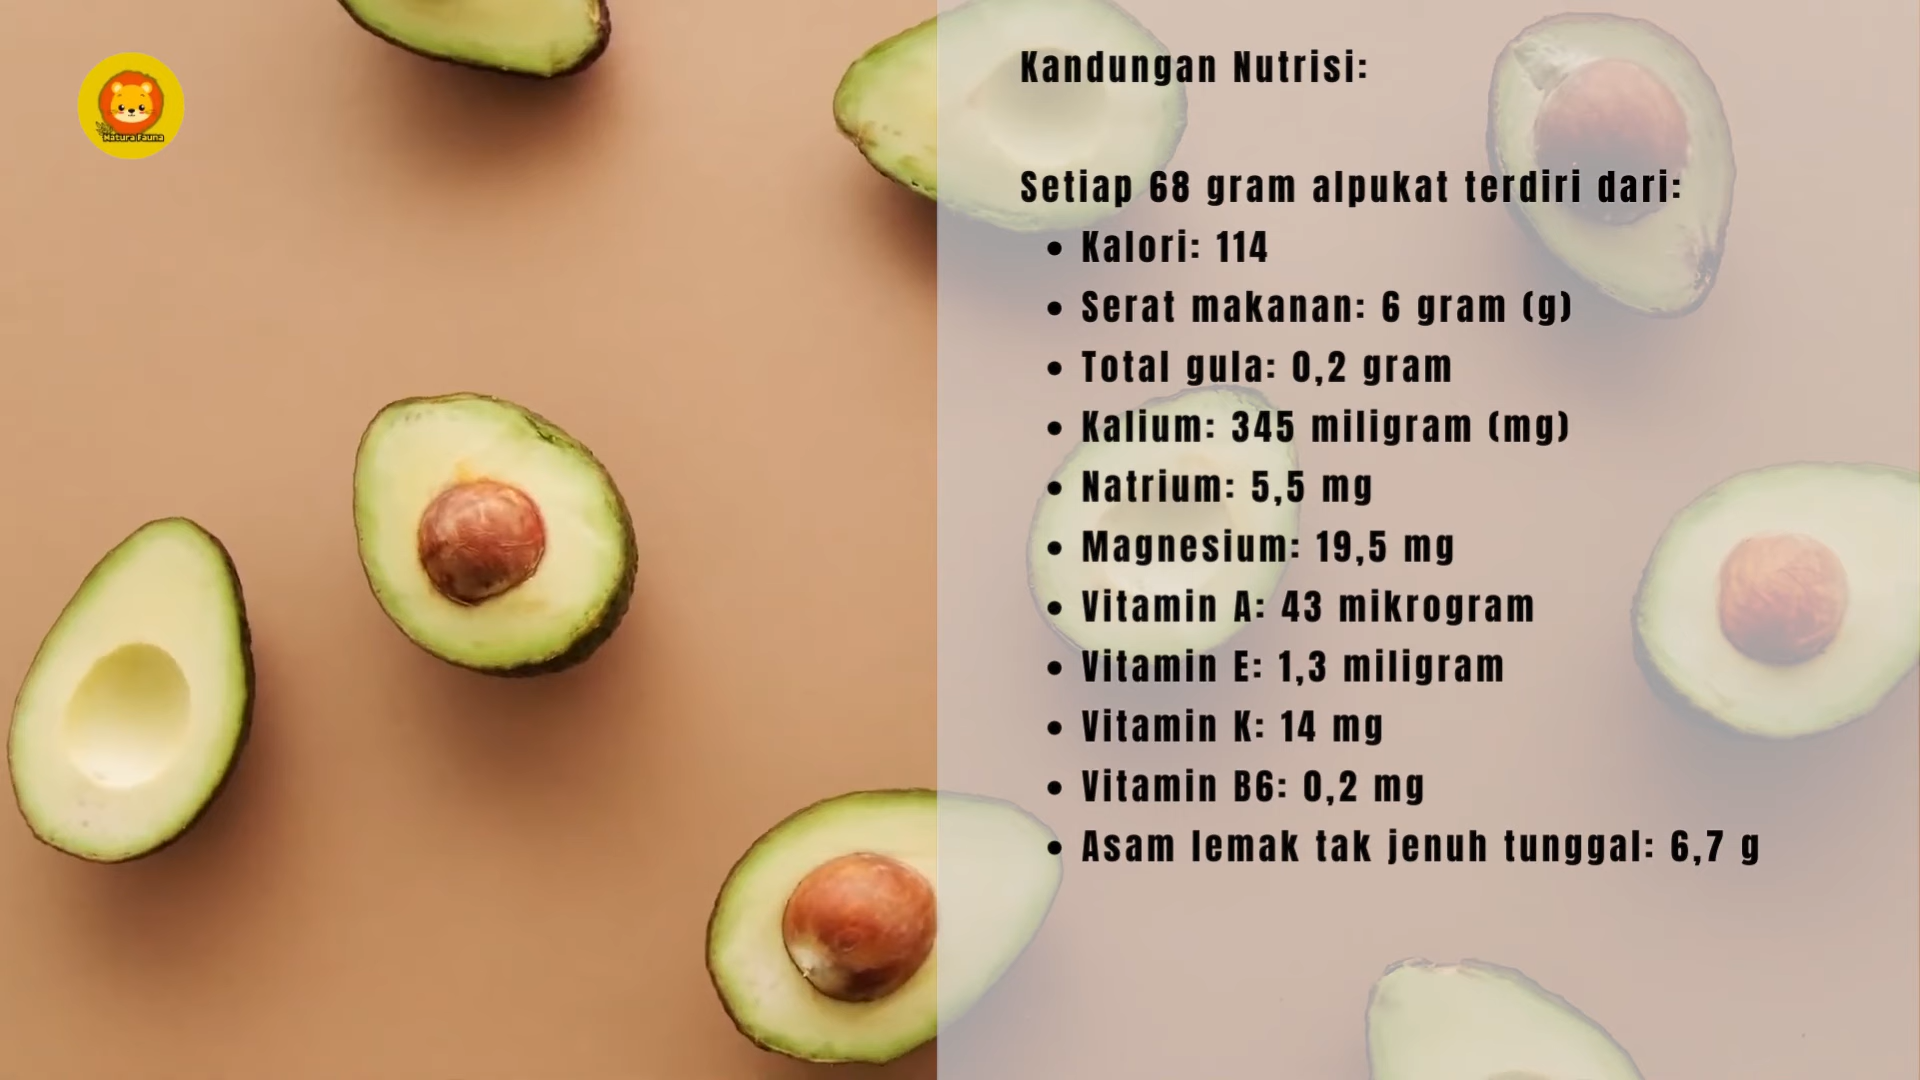 Natura Fauna
Kandungan Nutrisi:
Setiap 68 gram alpukat terdiri dari:
• Kalori: 114
• Serat makanan: 6 gram (g)
• Total gula: 0,2 gram
• Kalium: 345 miligram (mg)
• Natrium: 5,5 mg
• Magnesium: 19,5 mg
• Vitamin A: 43 mikrogram
• Vitamin E: 1,3 miligram
• Vitamin K: 14 mg
• Vitamin B6: 0,2 mg
• Asam lemak tak jenuh tunggal: 6,7 g